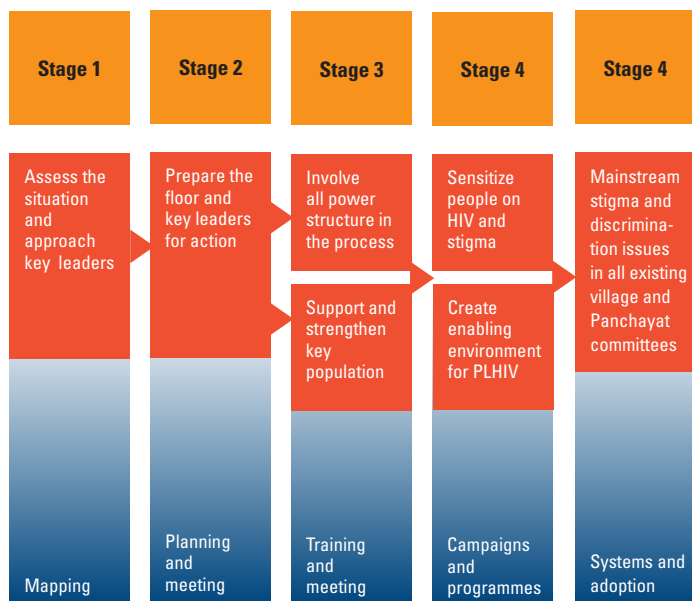 Stage 1
Stage 2
Stage 3
Stage 4
Stage 4
Assess the
situation
and
approach
key leaders
Prepare the
floor and
key leaders
for action
Involve
all power
structure in
the process
Support and
strengthen
key
population
Sensitize
people on
HIV and
stigma
Create
enabling
environment
for PLHIV
Mainstream
stigma and
discrimina-
tion issues
in all existing
village and
Panchayat
committees
Mapping
Planning
and
meeting
Training
and
meeting
Campaigns
and
programmes
Systems and
adoption